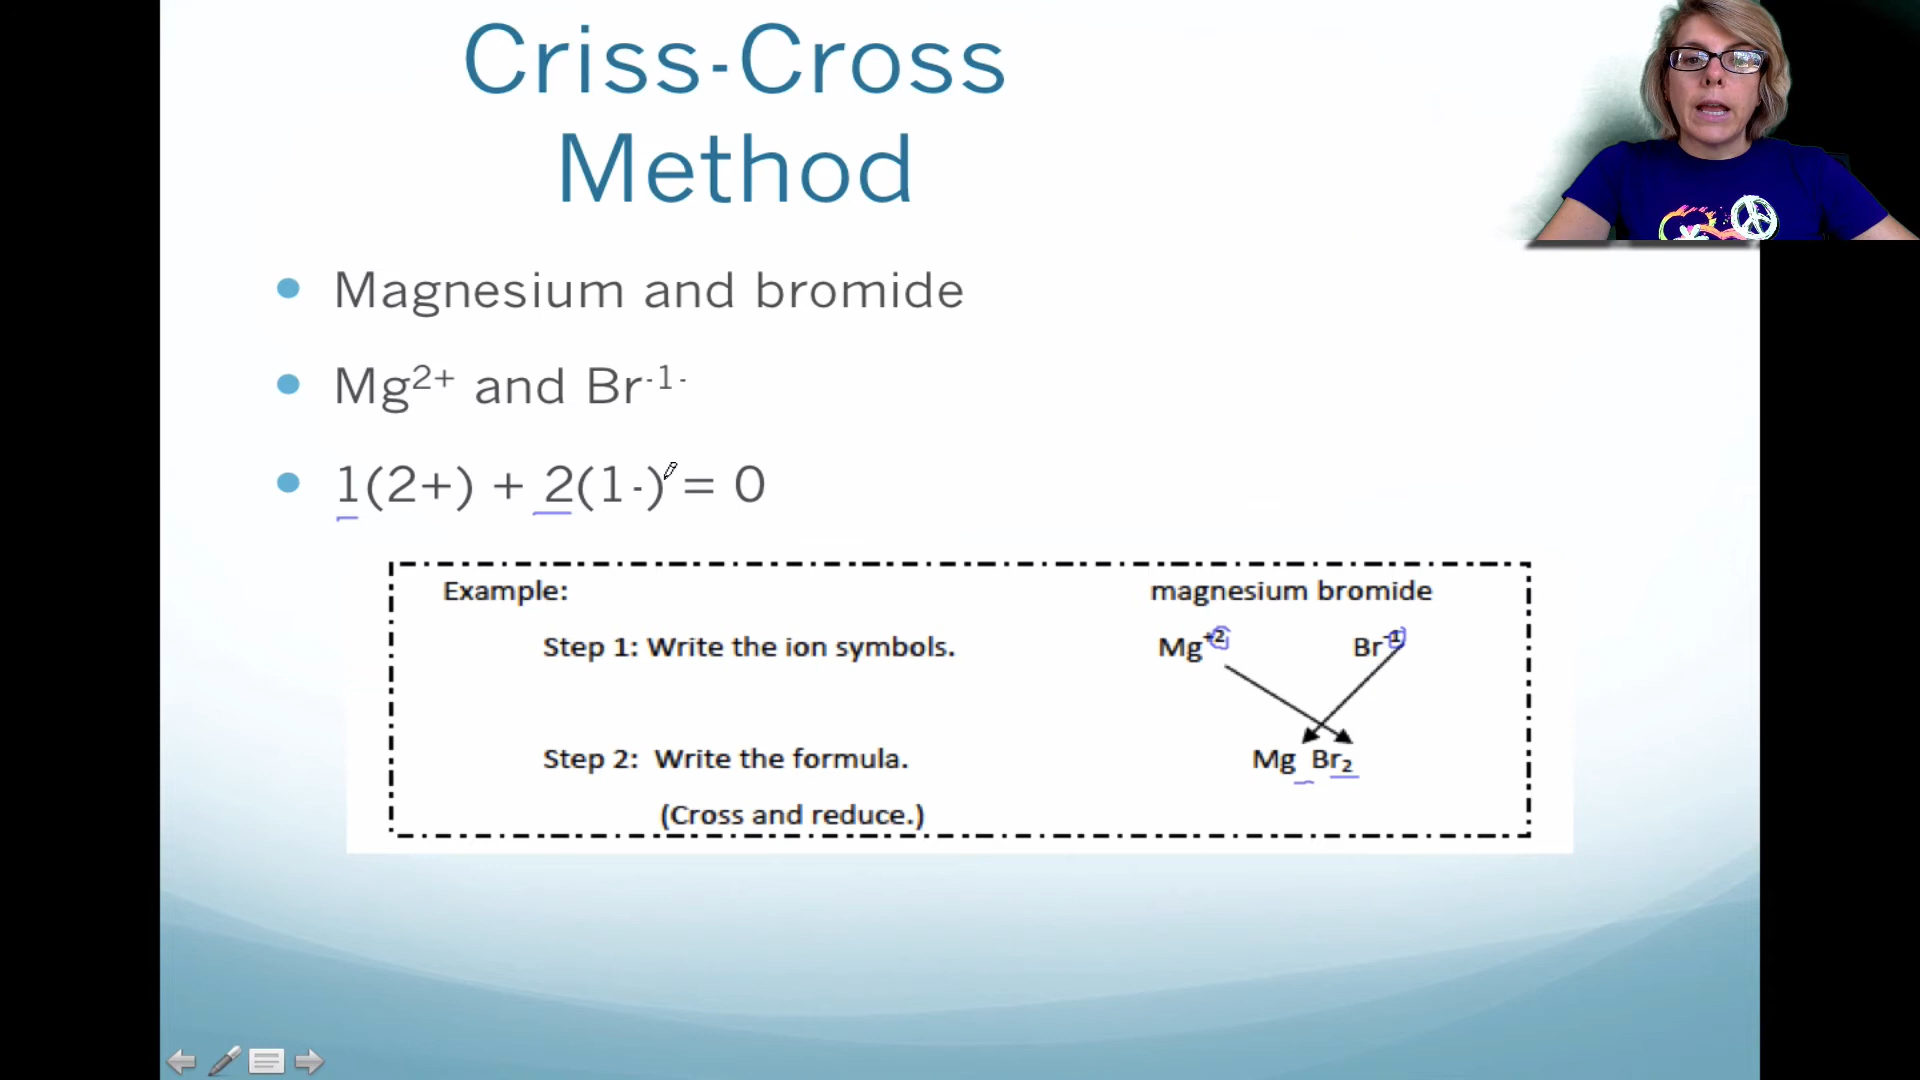 Criss-Cross
Method
• Magnesium and bromide
• Mg²⁺ and Br⁻¹⁻
• 1(2+) + 2(1-) = 0
Example:
magnesium bromide
Step 1: Write the ion symbols.
Mg⁺² Br⁻¹
Step 2: Write the formula.
Mg Br₂
(Cross and reduce.)